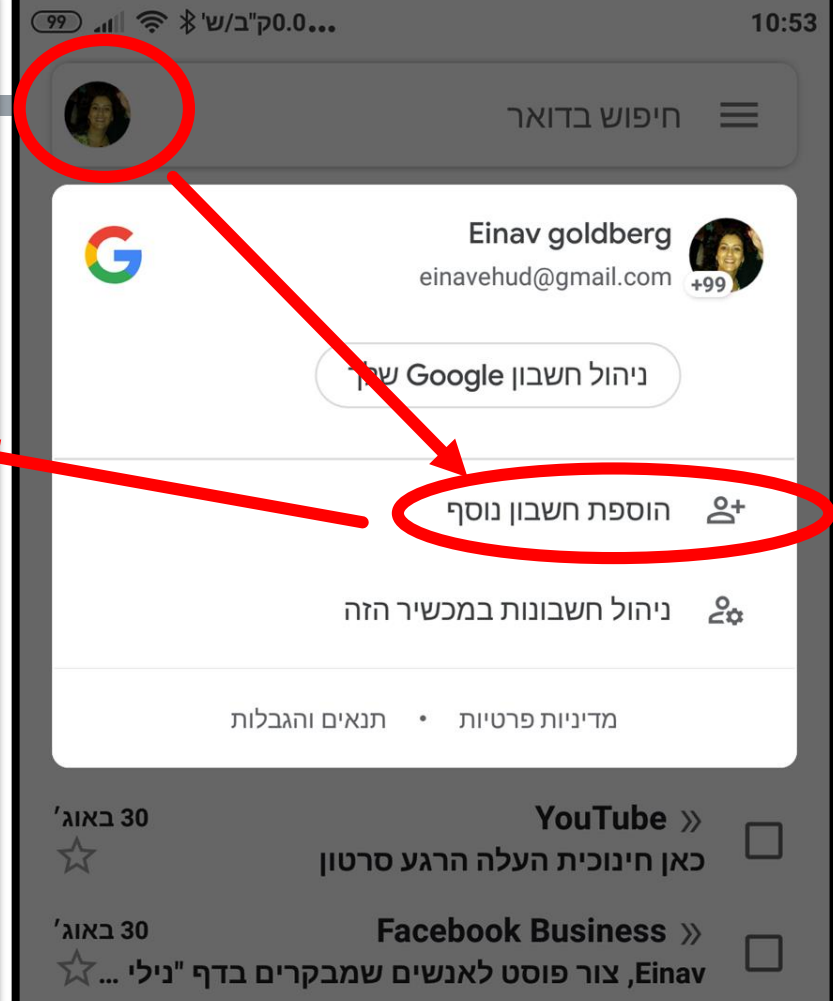 10:53
...0.0ק"ב/ש' 99
חיפוש בדואר
Einav goldberg
einavehud@gmail.com
+99
ניהול חשבון Google שלך
הוספת חשבון נוסף
ניהול חשבונות במכשיר הזה
מדיניות פרטיות • תנאים והגבלות
YouTube 30 באוג׳
כאן חינוכית העלה הרגע סרטון
Facebook Business 30 באוג׳
Einav, צור פוסט לאנשים שמבקרים בדף "נילי ...